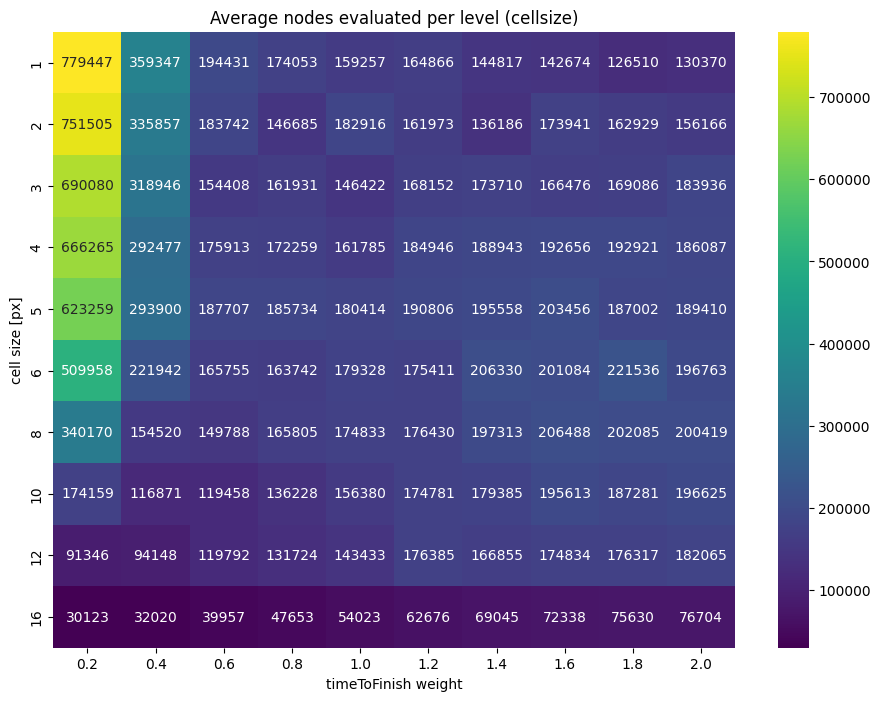 Average nodes evaluated per level (cellsize)
1 779447 359347 194431 174053 159257 164866 144817 142674 126510 130370
2 751505 335857 183742 146685 182916 161973 136186 173941 162929 156166
3 690080 318946 154408 161931 146422 168152 173710 166476 169086 183936
4 666265 292477 175913 172259 161785 184946 188943 192656 192921 186087
5 623259 293900 187707 185734 180414 190806 195558 203456 187002 189410
6 509958 221942 165755 163742 179328 175411 206330 201084 221536 196763
8 340170 154520 149788 165805 174833 176430 197313 206488 202085 200419
10 174159 116871 119458 136228 156380 174781 179385 195613 187281 196625
12 91346 94148 119792 131724 143433 176385 166855 174834 176317 182065
16 30123 32020 39957 47653 54023 62676 69045 72338 75630 76704
0.2 0.4 0.6 0.8 1.0 1.2 1.4 1.6 1.8 2.0
timeToFinish weight
cell size [px]
700000
600000
500000
400000
300000
200000
100000